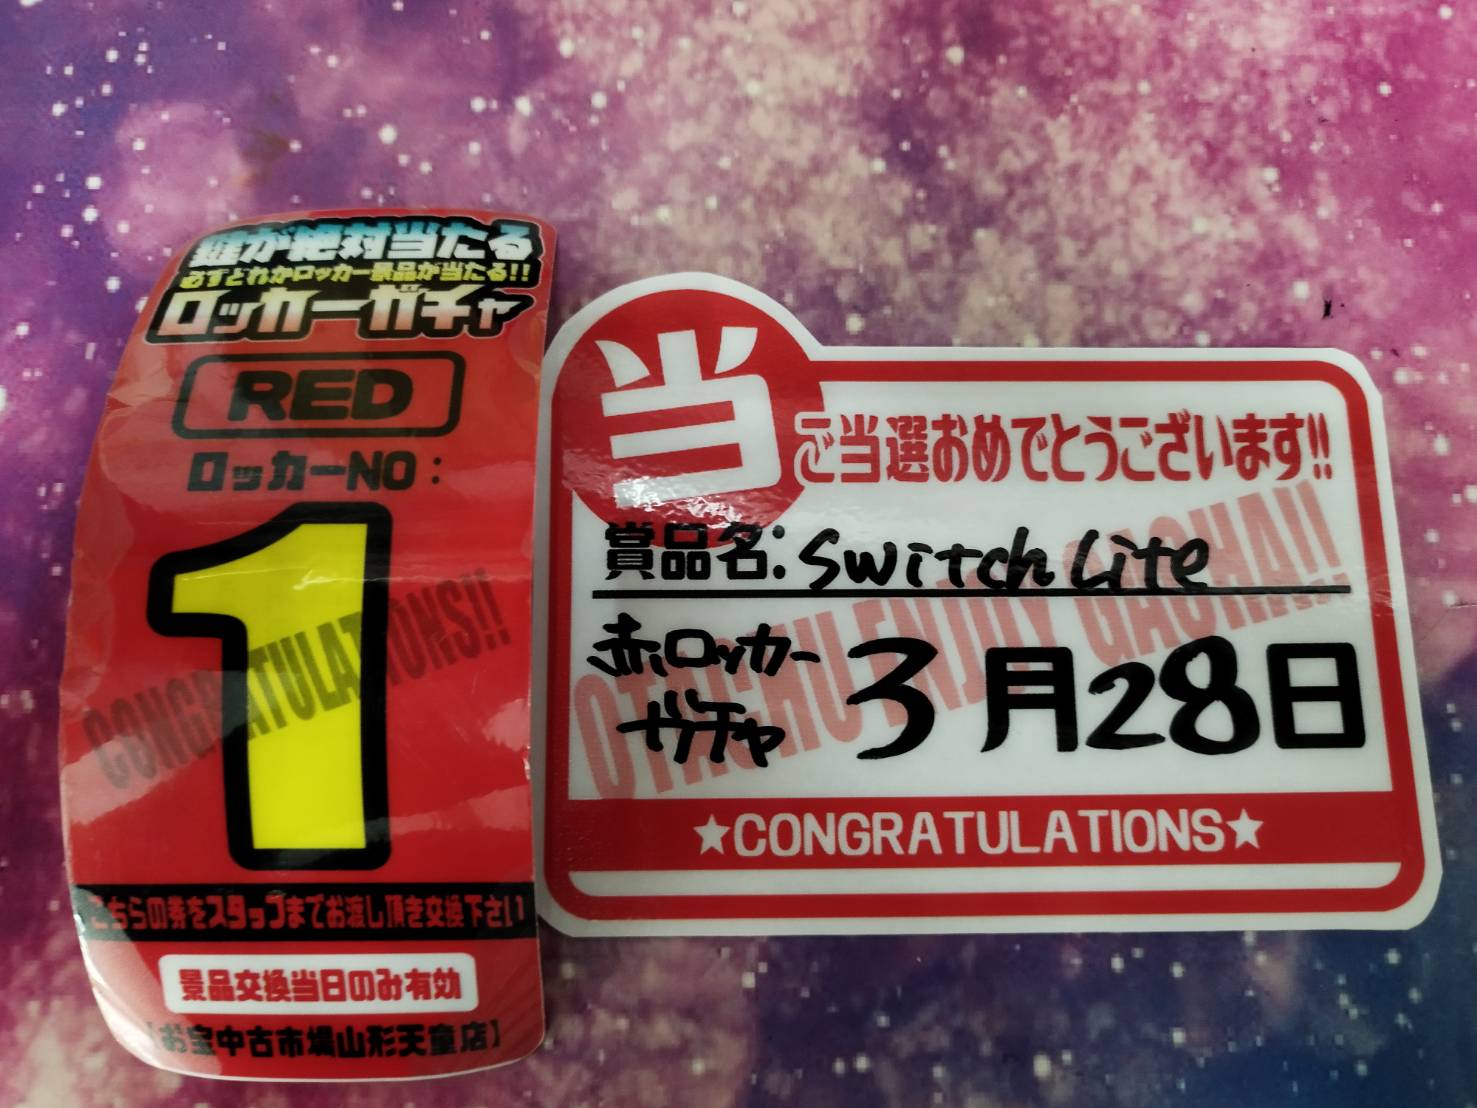 鍵が絶対当たる
必ずどれかロッカー景品が当たる!!
ロッカーガチャ
RED
ロッカーNO：
1
CONGRATULATIONS!!
こちらの券をスタッフまでお渡し頂き交換下さい
景品交換当日のみ有効
【お宝中古市場山形天童店】
当
ご当選おめでとうございます!!
賞品名：Switch Lite
OTACHU ENJOY GACHA!!
赤ロッカー
ガチャ
3月28日
★CONGRATULATIONS★